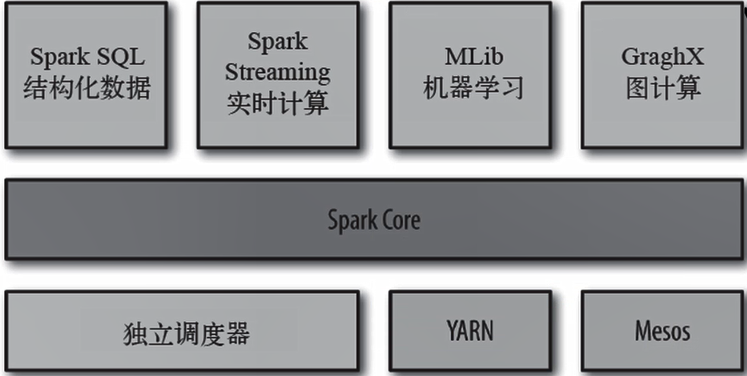 Spark SQL
结构化数据
Spark
Streaming
实时计算
MLib
机器学习
GraghX
图计算
Spark Core
独立调度器
YARN
Mesos